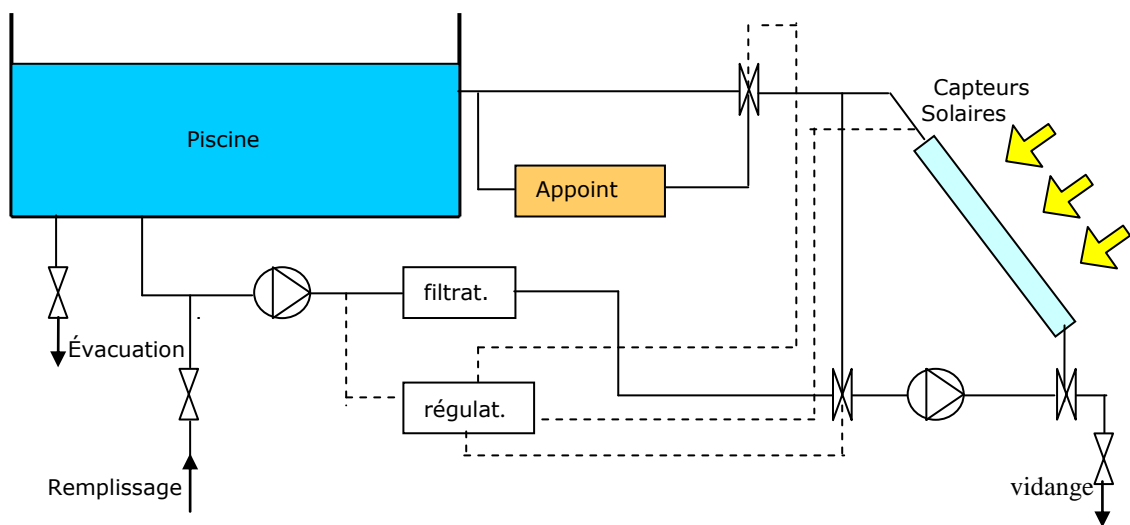 Capteurs
Solaires
Piscine
Appoint
filtrat.
Évacuation
régulat.
Remplissage
vidange